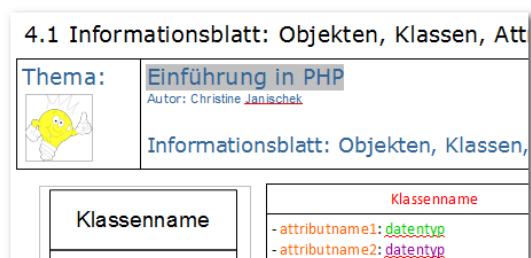 4.1 Informationsblatt: Objekten, Klassen, Att
Thema:
Einführung in PHP
Autor: Christine Janischek
Informationsblatt: Objekten, Klassen,
Klassenname
Klassenname
- attributname1: datentyp
- attributname2: datentyp